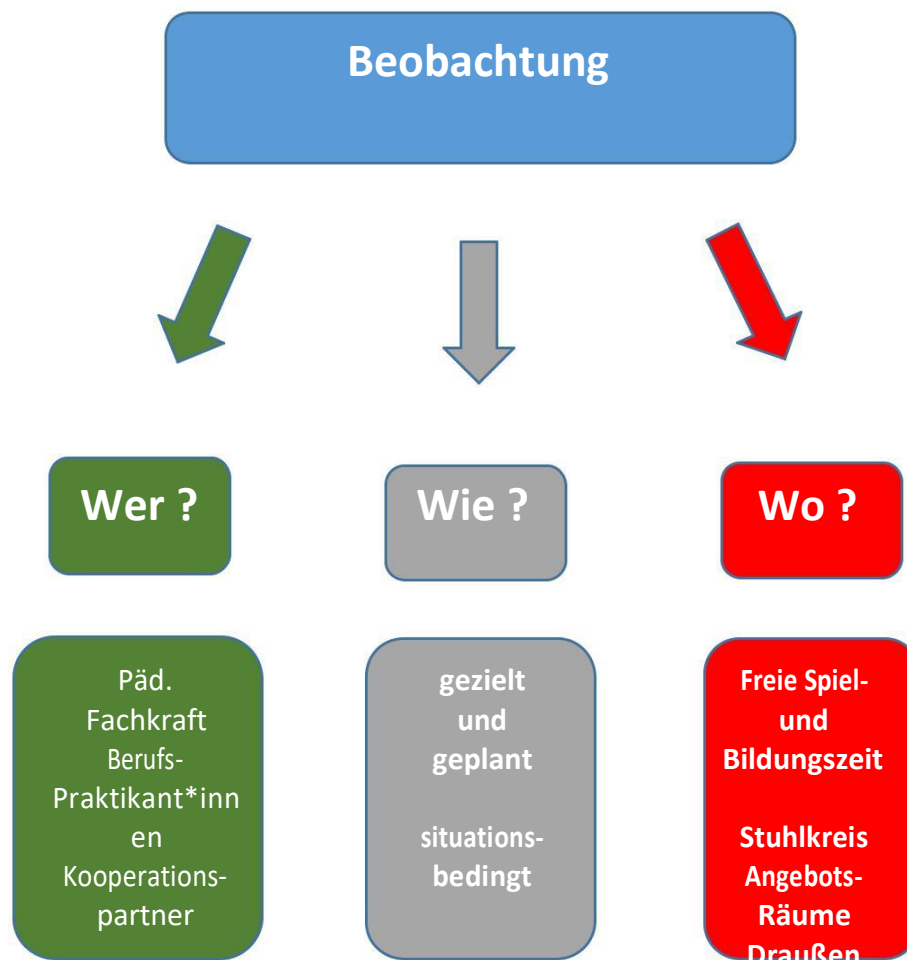 Beobachtung
Wer ?
Wie ?
Wo ?
Päd.
Fachkraft
Berufs-
Praktikant*inn
en
Kooperations-
partner
gezielt
und
geplant
situations-
bedingt
Freie Spiel-
und
Bildungszeit
Stuhlkreis
Angebots-
Räume
Draußen